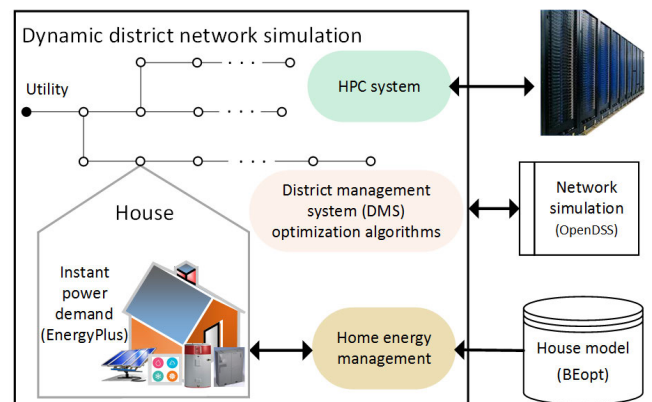 Dynamic district network simulation
Utility
HPC system
District management
system (DMS)
optimization algorithms
Network
simulation
(OpenDSS)
House
Instant
power
demand
(EnergyPlus)
Home energy
management
House model
(BEopt)